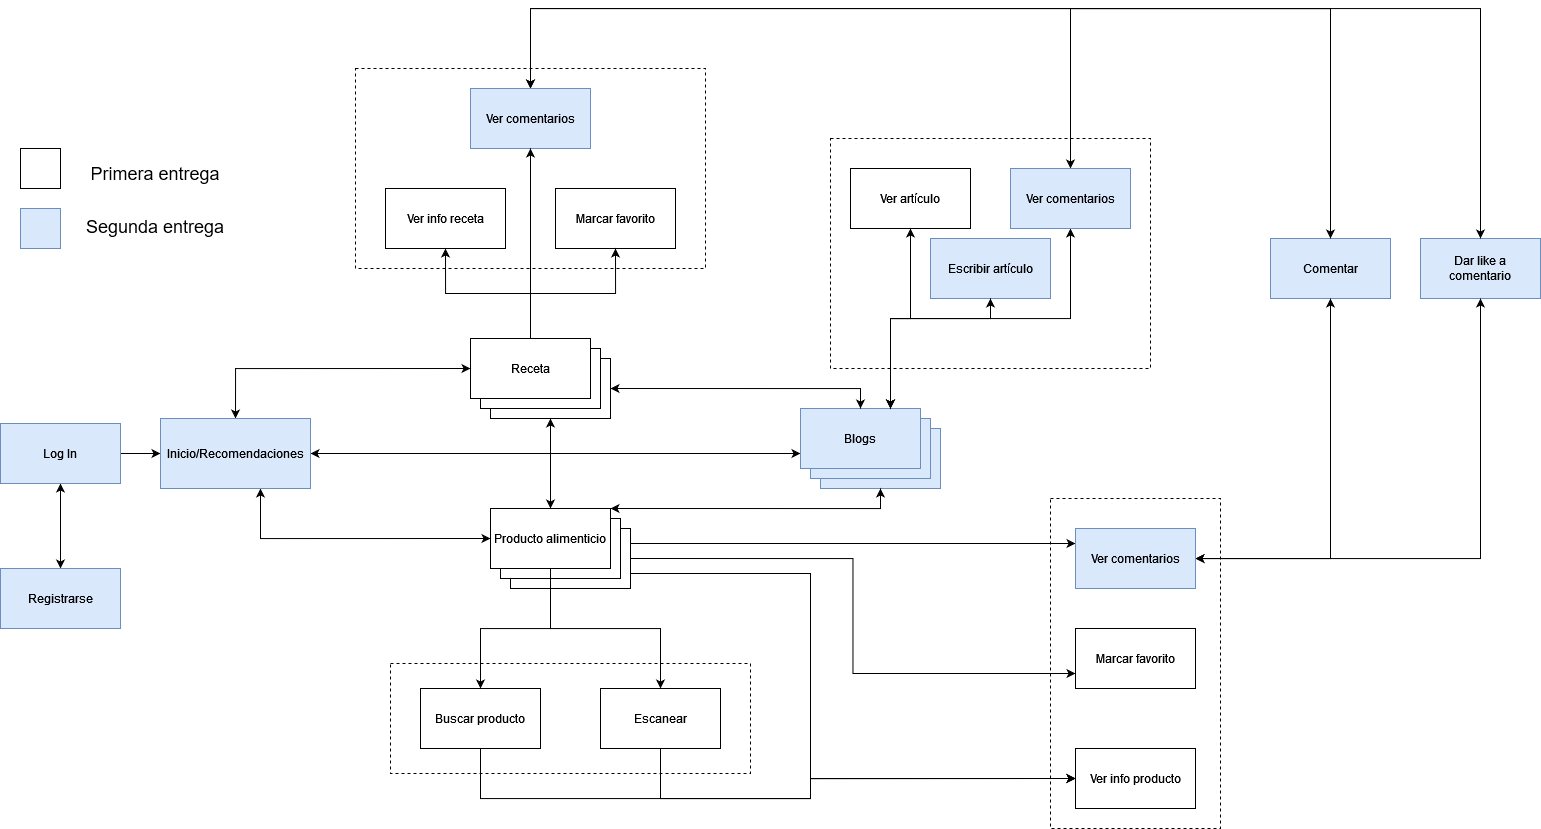 Ver comentarios
Primera entrega
Segunda entrega
Ver info receta
Marcar favorito
Ver artículo
Ver comentarios
Escribir artículo
Comentar
Dar like a
comentario
Receta
Log In
Inicio/Recomendaciones
Blogs
Producto alimenticio
Registrarse
Ver comentarios
Marcar favorito
Buscar producto
Escanear
Ver info producto